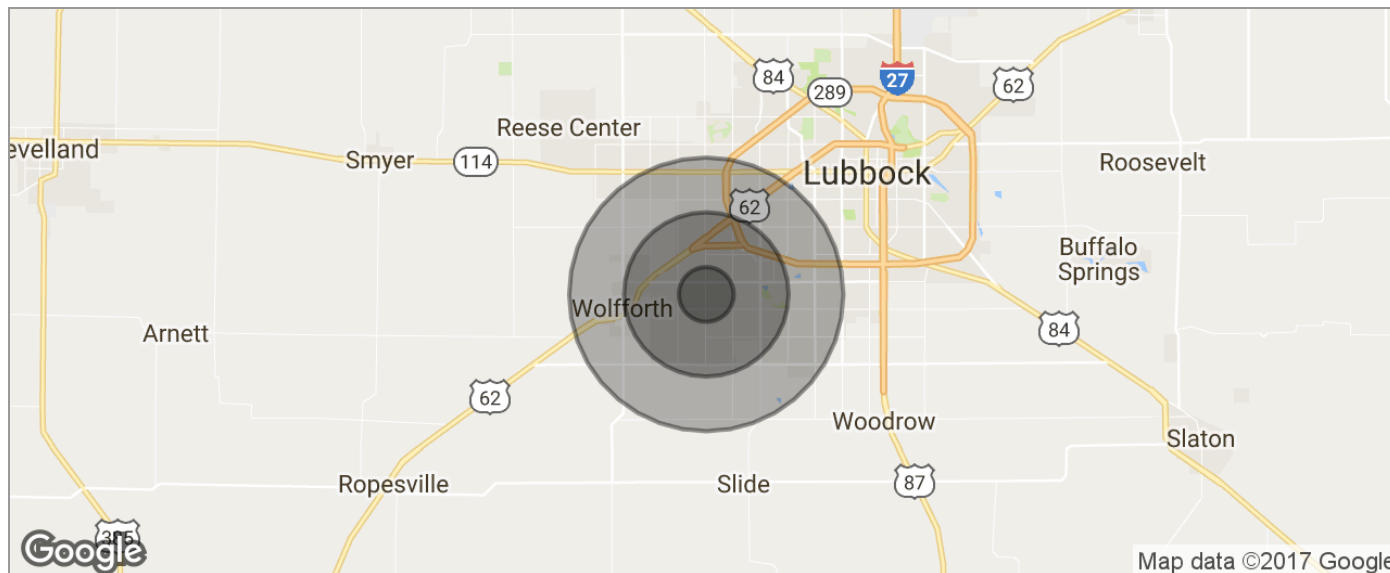 84
27
289
62
Reese Center
evelland
Smyer
114
Lubbock
Roosevelt
62
Buffalo
Springs
Wolfforth
Arnett
84
62
Woodrow
Slaton
Ropesville
Slide
87
385
Google
Map data ©2017 Google